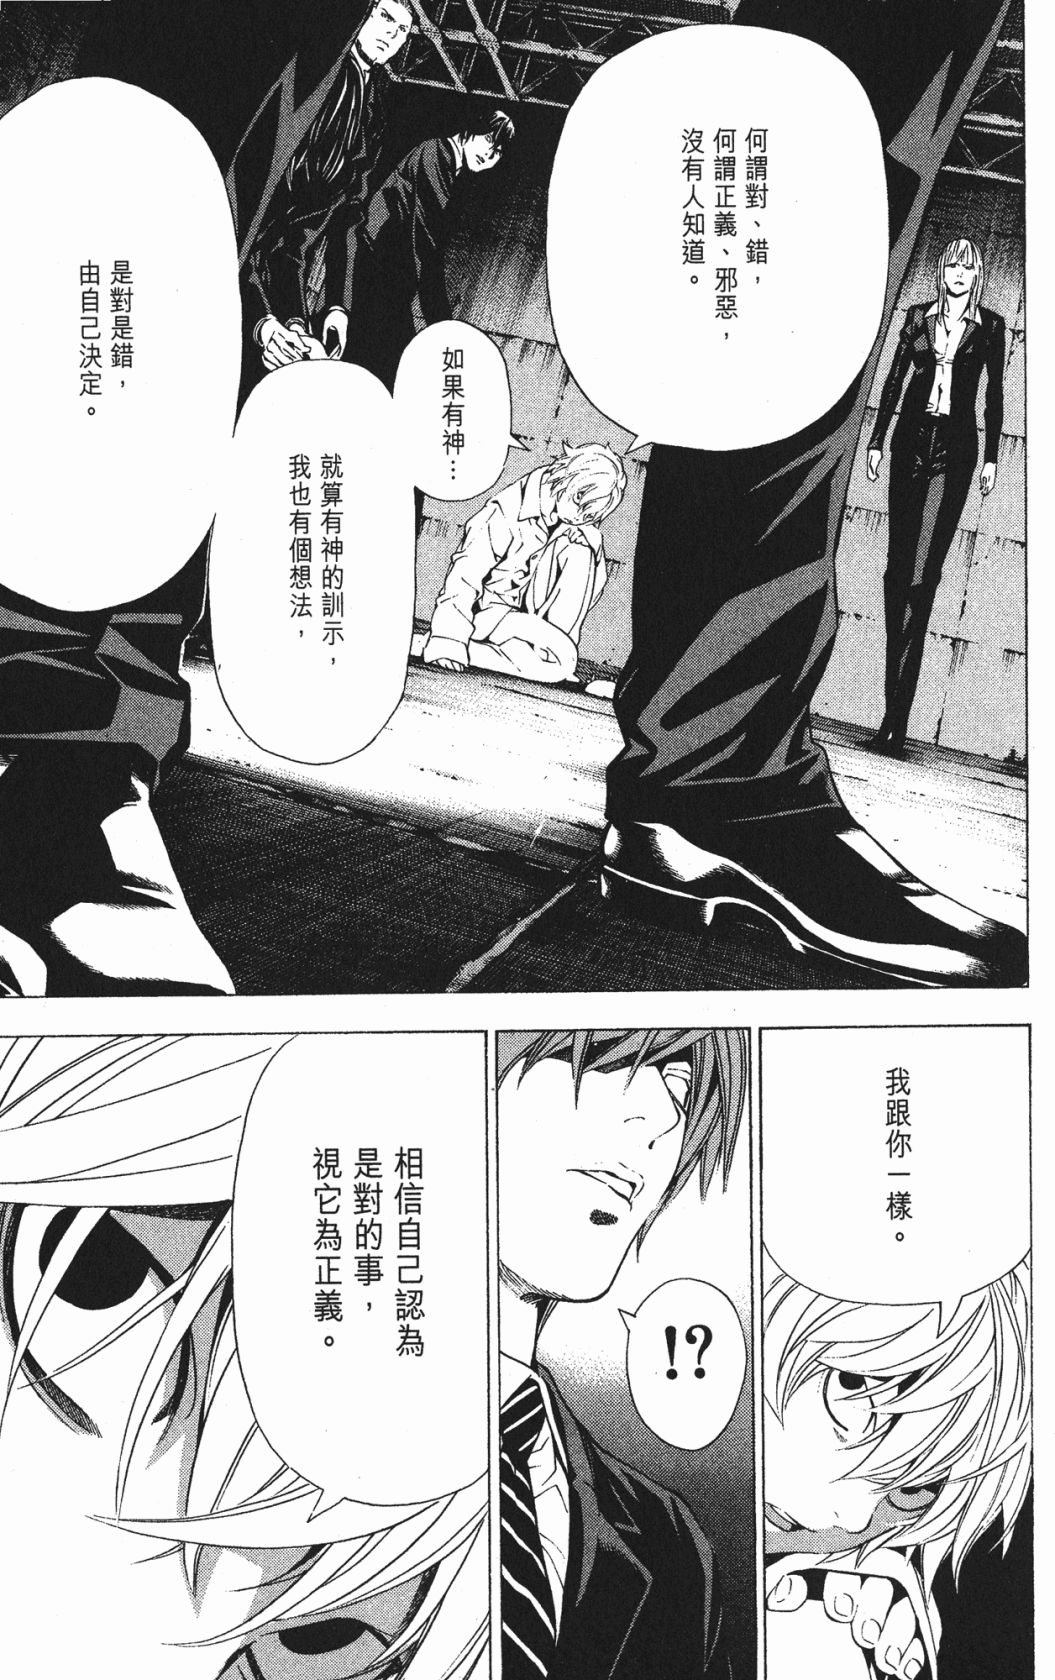 何謂對、錯，
何謂正義、邪惡，
沒有人知道。
如果有神…
就算有神的訓示，
我也有個想法，
是對是錯，
由自己決定。
我跟你一樣。
!?
相信自己認為
是對的事，
視它為正義。